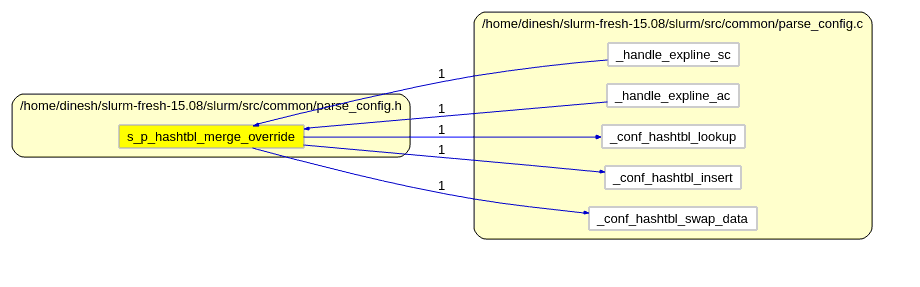 /home/dinesh/slurm-fresh-15.08/slurm/src/common/parse_config.h
s_p_hashtbl_merge_override
/home/dinesh/slurm-fresh-15.08/slurm/src/common/parse_config.c
_handle_expline_sc
_handle_expline_ac
_conf_hashtbl_lookup
_conf_hashtbl_insert
_conf_hashtbl_swap_data
1
1
1
1
1